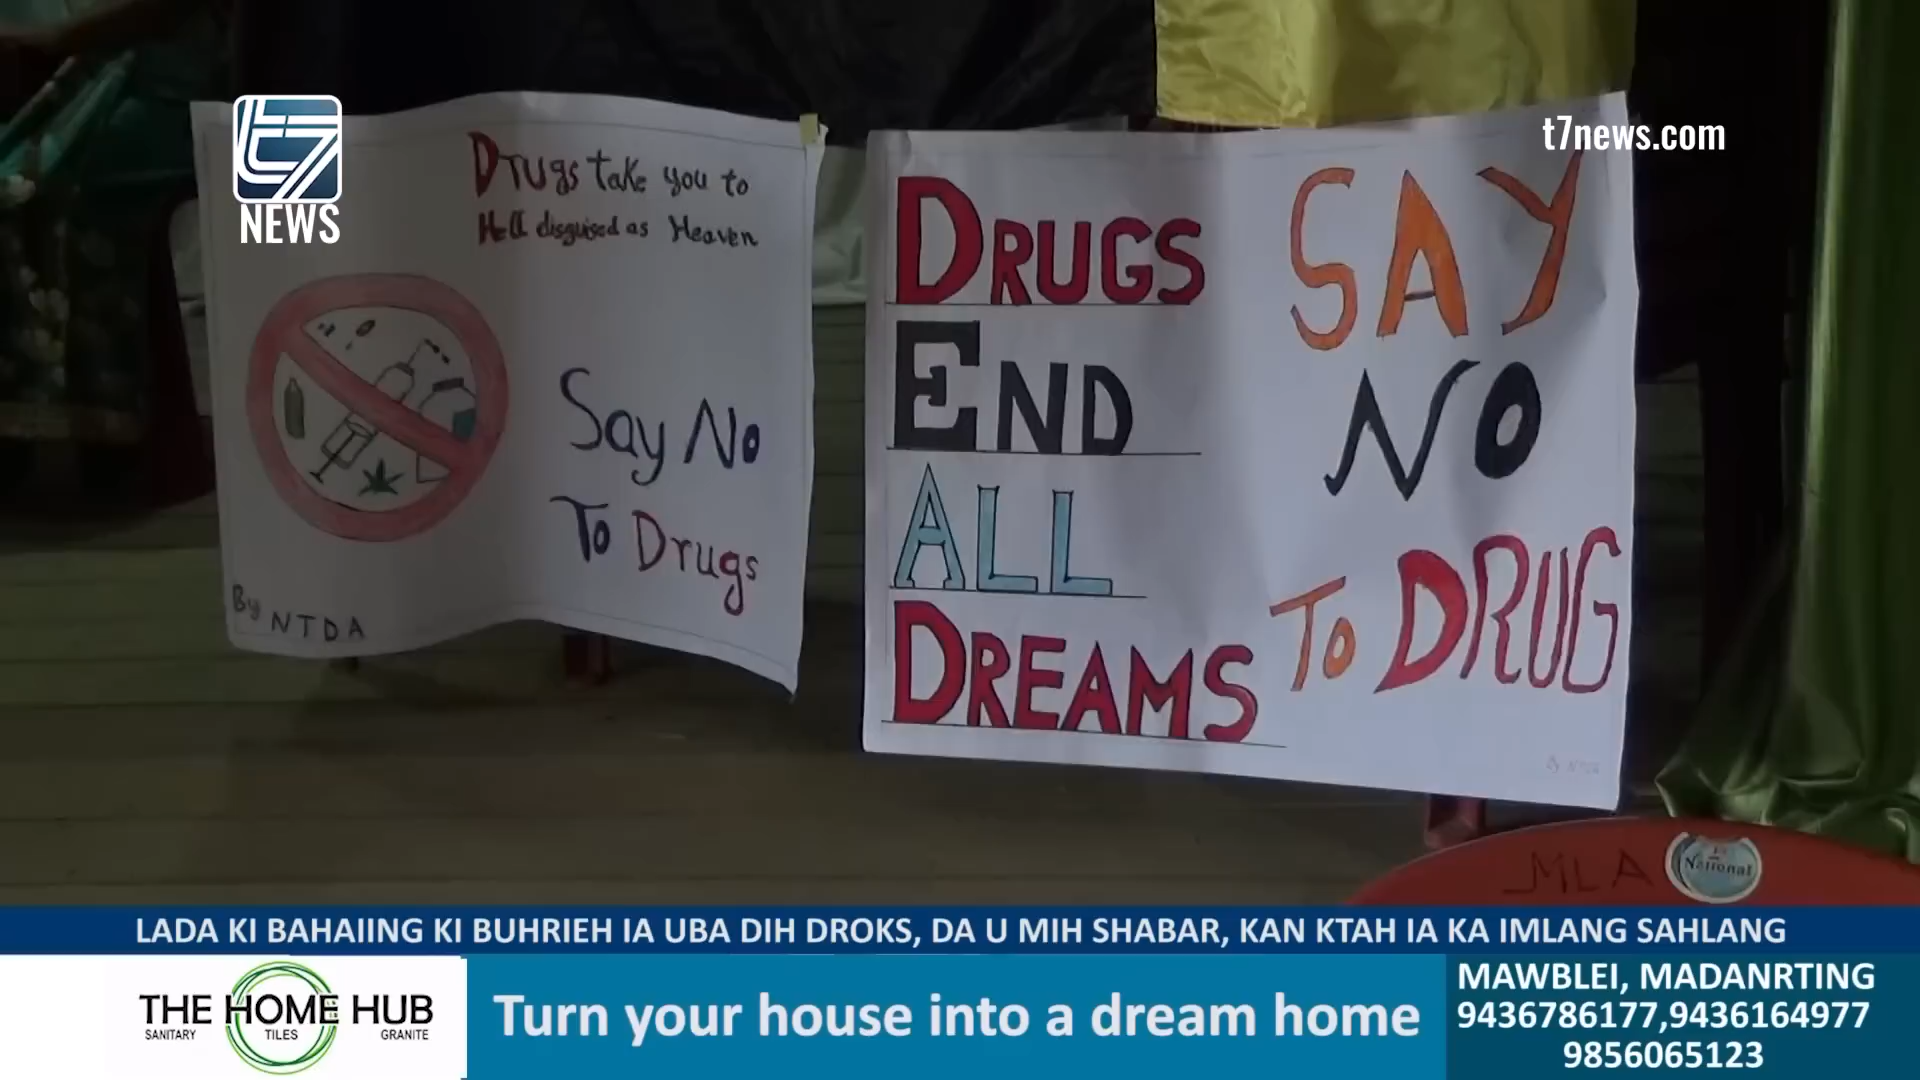 t7
NEWS
t7news.com
Drugs take you to
Hell disguised as Heaven
Say No
To Drugs
By NTDA
DRUGS
END
ALL
DREAMS
SAY
NO
TO DRUG
MLA
National
LADA KI BAHAIING KI BUHRIEH IA UBA DIH DROKS, DA U MIH SHABAR, KAN KTAH IA KA IMLANG SAHLANG
THE HOME HUB
SANITARY TILES GRANITE
Turn your house into a dream home
MAWBLEI, MADANRTING
9436786177,9436164977
9856065123